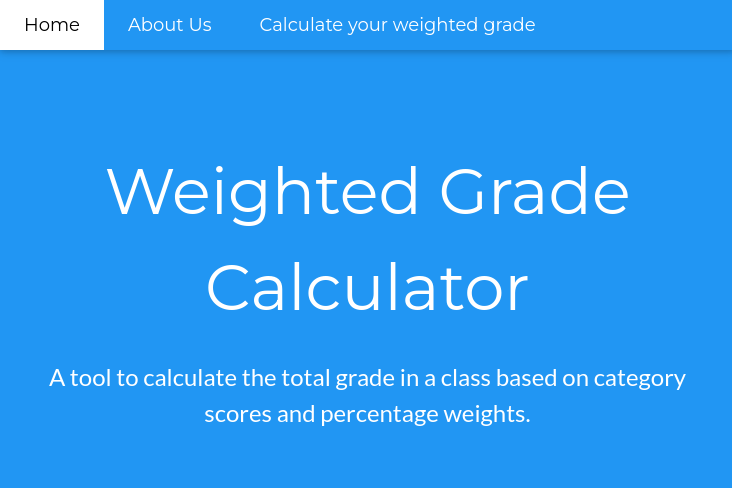 Home About Us Calculate your weighted grade
Weighted Grade
Calculator
A tool to calculate the total grade in a class based on category
scores and percentage weights.